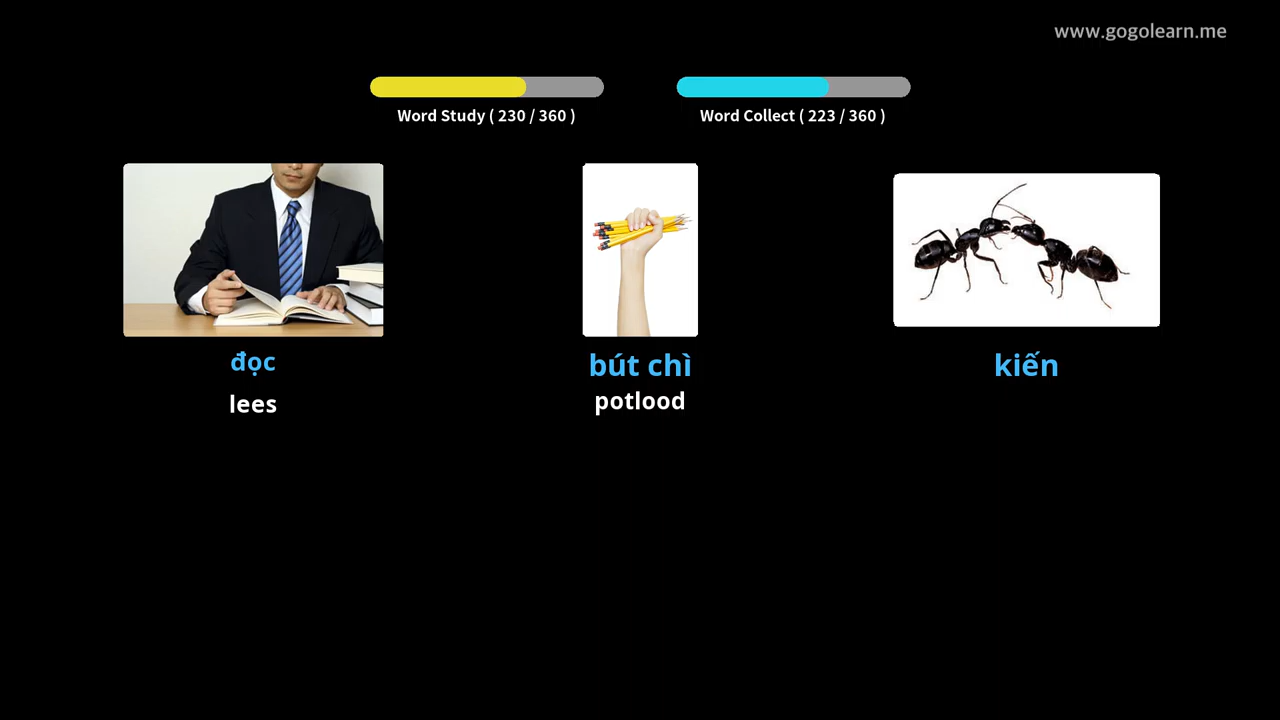 www.gogolearn.me
Word Study ( 230 / 360 )
Word Collect ( 223 / 360 )
đọc
lees
bút chì
potlood
kiến